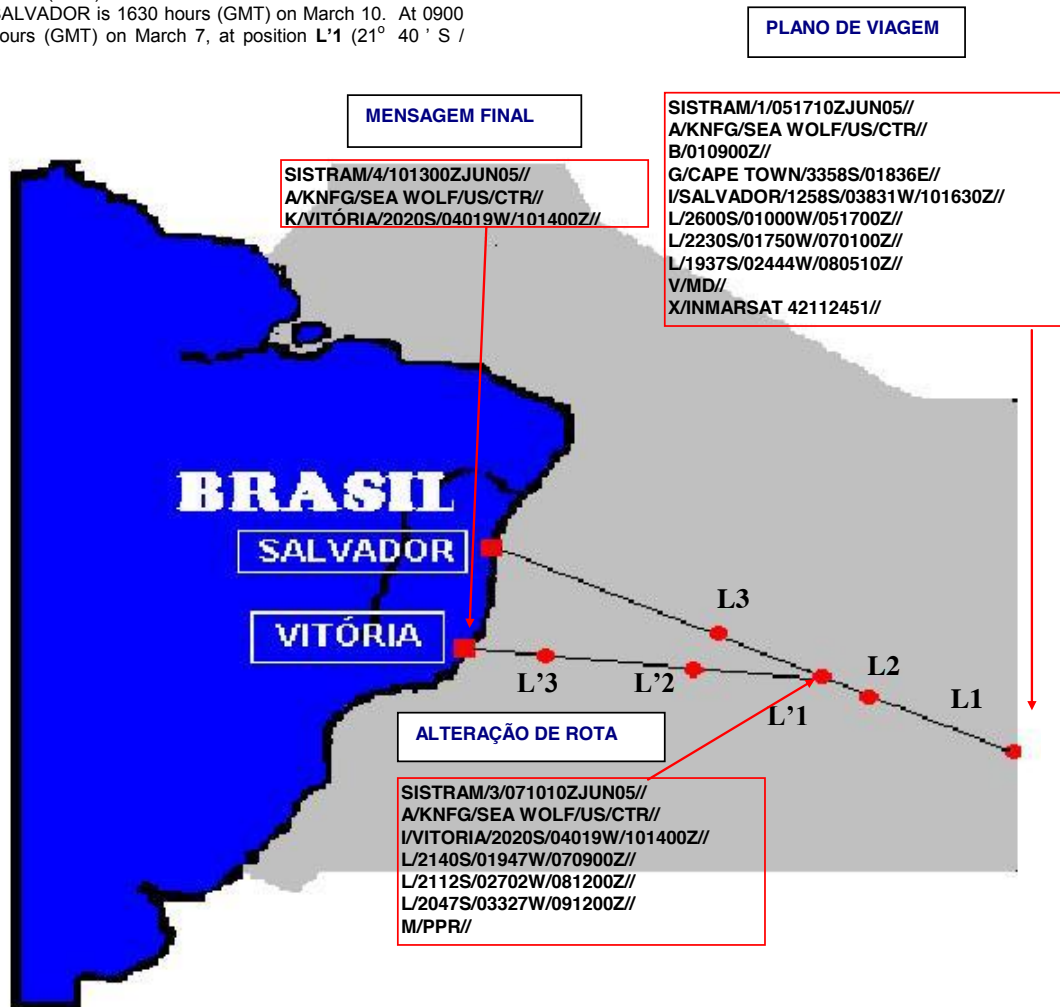 SALVADOR is 1630 hours (GMT) on March 10. At 0900
hours (GMT) on March 7, at position L'1 (21° 40 ' S /
PLANO DE VIAGEM
MENSAGEM FINAL
SISTRAM/1/051710ZJUN05//
A/KNFG/SEA WOLF/US/CTR//
B/010900Z//
G/CAPE TOWN/3358S/01836E//
I/SALVADOR/1258S/03831W/101630Z//
L/2600S/01000W/051700Z//
L/2230S/01750W/070100Z//
L/1937S/02444W/080510Z//
V/MD//
X/INMARSAT 42112451//
SISTRAM/4/101300ZJUN05//
A/KNFG/SEA WOLF/US/CTR//
K/VITÓRIA/2020S/04019W/101400Z//
BRASIL
SALVADOR
VITÓRIA
L3
L'3
L'2
L2
L'1
L1
ALTERAÇÃO DE ROTA
SISTRAM/3/071010ZJUN05//
A/KNFG/SEA WOLF/US/CTR//
I/VITORIA/2020S/04019W/101400Z//
L/2140S/01947W/070900Z//
L/2112S/02702W/081200Z//
L/2047S/03327W/091200Z//
M/PPR//